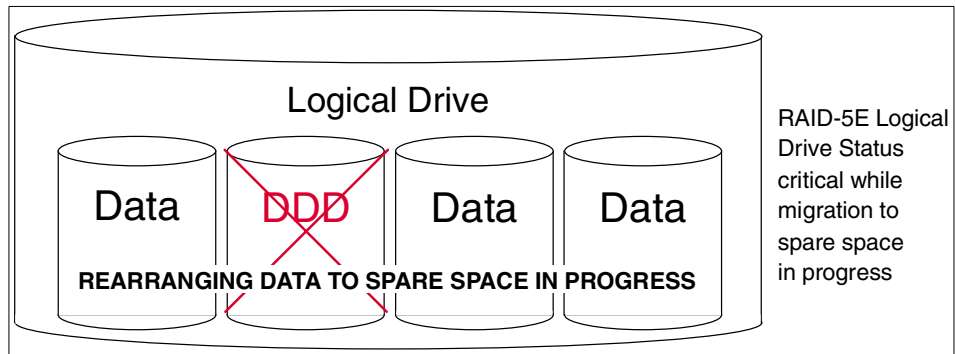 Logical Drive
Data
DDD
Data
Data
REARRANGING DATA TO SPARE SPACE IN PROGRESS
RAID-5E Logical
Drive Status
critical while
migration to
spare space
in progress